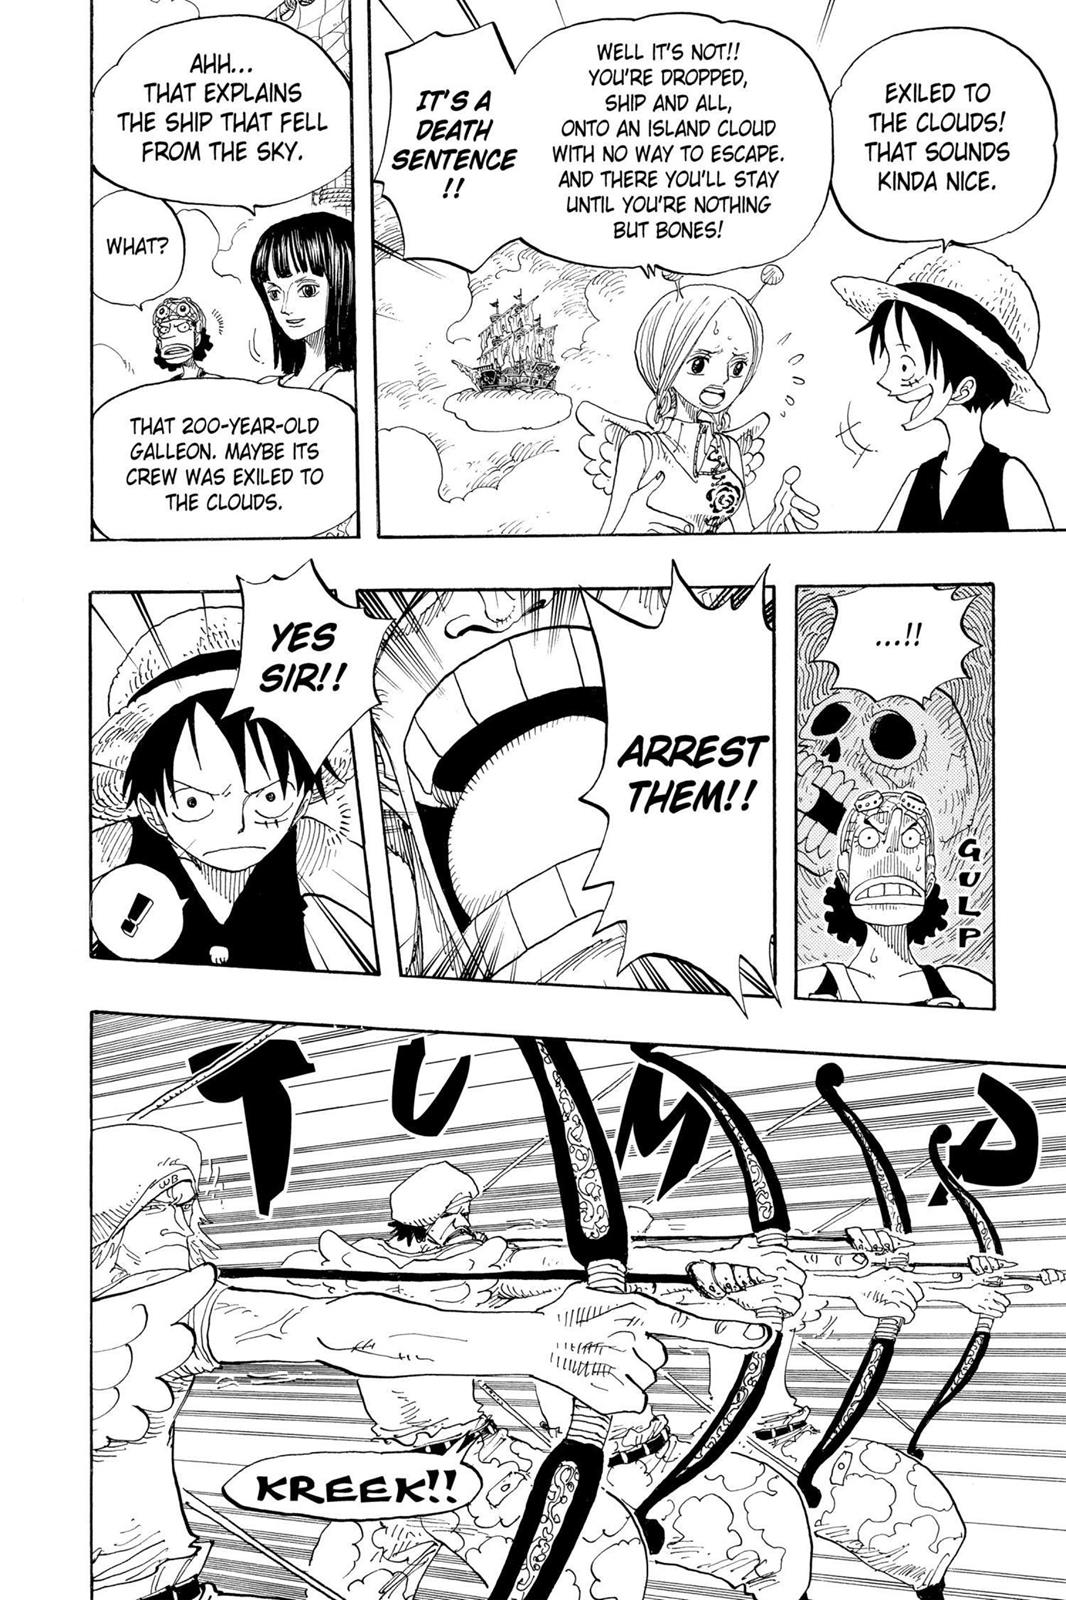 EXILED TO
THE CLOUDS!
THAT SOUNDS
KINDA NICE.
WELL IT'S NOT!!
YOU'RE DROPPED,
SHIP AND ALL,
ONTO AN ISLAND CLOUD
WITH NO WAY TO ESCAPE.
AND THERE YOU'LL STAY
UNTIL YOU'RE NOTHING
BUT BONES!
IT'S A
DEATH
SENTENCE
!!
AHH...
THAT EXPLAINS
THE SHIP THAT FELL
FROM THE SKY.
WHAT?
THAT 200-YEAR-OLD
GALLEON. MAYBE ITS
CREW WAS EXILED TO
THE CLOUDS.
...!!
GULP
ARREST
THEM!!
YES
SIR!!
!
TUMP
WB
KREEK!!